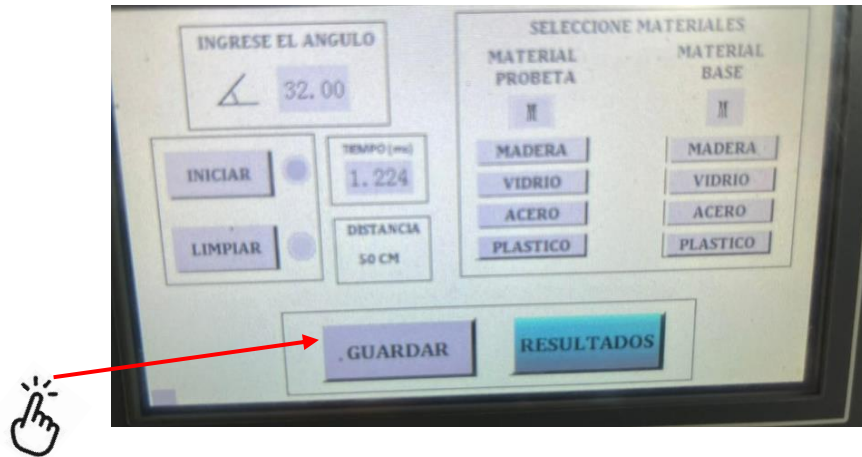 INGRESE EL ANGULO
32.00
SELECCIONE MATERIALES
MATERIAL
PROBETA
MATERIAL
BASE
M
M
INICIAR
LIMPIAR
TIEMPO (ms)
1.224
DISTANCIA
50 CM
MADERA
VIDRIO
ACERO
PLASTICO
MADERA
VIDRIO
ACERO
PLASTICO
.GUARDAR
RESULTADOS